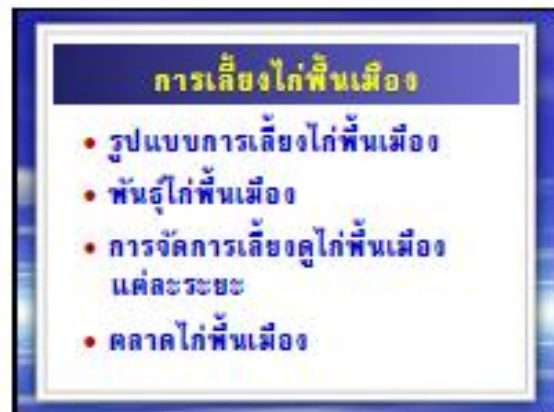 การเลี้ยงไก่พื้นเมือง
• รูปแบบการเลี้ยงไก่พื้นเมือง
• พันธุ์ไก่พื้นเมือง
• การจัดการเลี้ยงดูไก่พื้นเมือง
แต่ละระยะ
• ตลาดไก่พื้นเมือง